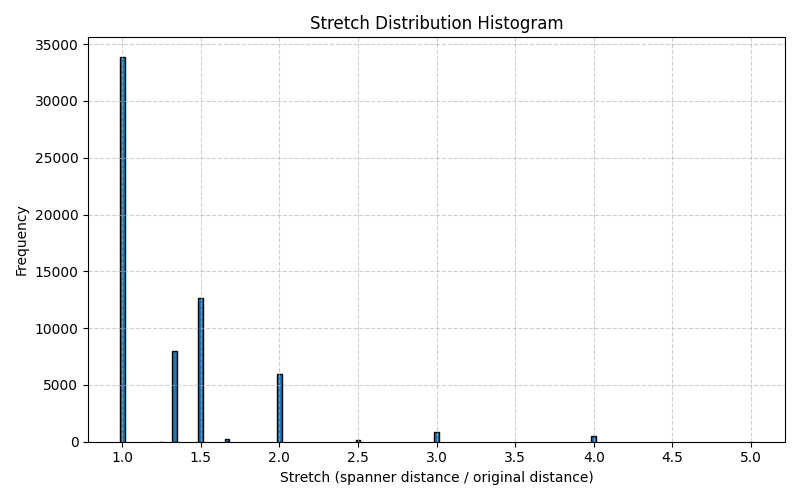 Stretch Distribution Histogram
Frequency
35000
30000
25000
20000
15000
10000
5000
0
1.0 1.5 2.0 2.5 3.0 3.5 4.0 4.5 5.0
Stretch (spanner distance / original distance)